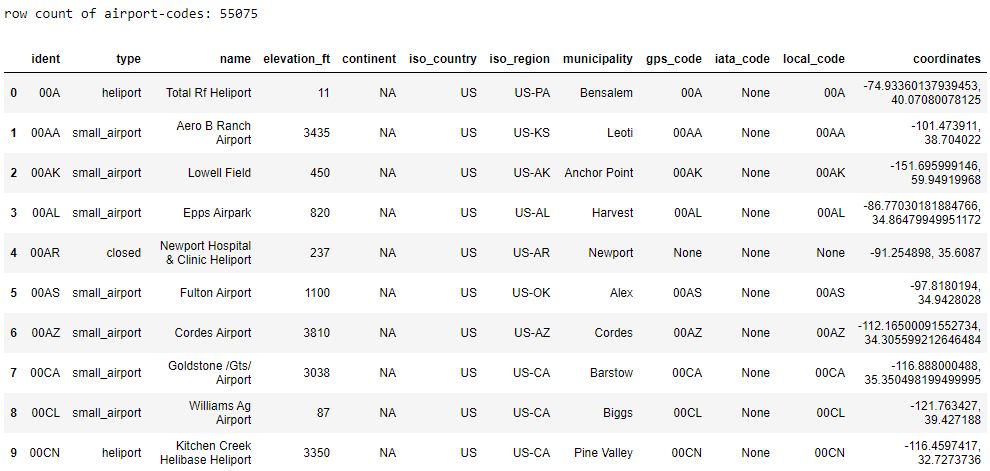 row count of airport-codes: 55075
ident type name elevation_ft continent iso_country iso_region municipality gps_code iata_code local_code coordinates
0 00A heliport Total Rf Heliport 11 NA US US-PA Bensalem 00A None 00A -74.93360137939453, 40.07080078125
1 00AA small_airport Aero B Ranch Airport 3435 NA US US-KS Leoti 00AA None 00AA -101.473911, 38.704022
2 00AK small_airport Lowell Field 450 NA US US-AK Anchor Point 00AK None 00AK -151.695999146, 59.94919968
3 00AL small_airport Epps Airpark 820 NA US US-AL Harvest 00AL None 00AL -86.77030181884766, 34.86479949951172
4 00AR closed Newport Hospital & Clinic Heliport 237 NA US US-AR Newport None None None -91.254898, 35.6087
5 00AS small_airport Fulton Airport 1100 NA US US-OK Alex 00AS None 00AS -97.8180194, 34.9428028
6 00AZ small_airport Cordes Airport 3810 NA US US-AZ Cordes 00AZ None 00AZ -112.16500091552734, 34.305599212646484
7 00CA small_airport Goldstone /Gts/ Airport 3038 NA US US-CA Barstow 00CA None 00CA -116.888000488, 35.350498199499995
8 00CL small_airport Williams Ag Airport 87 NA US US-CA Biggs 00CL None 00CL -121.763427, 39.427188
9 00CN heliport Kitchen Creek Helibase Heliport 3350 NA US US-CA Pine Valley 00CN None 00CN -116.4597417, 32.7273736